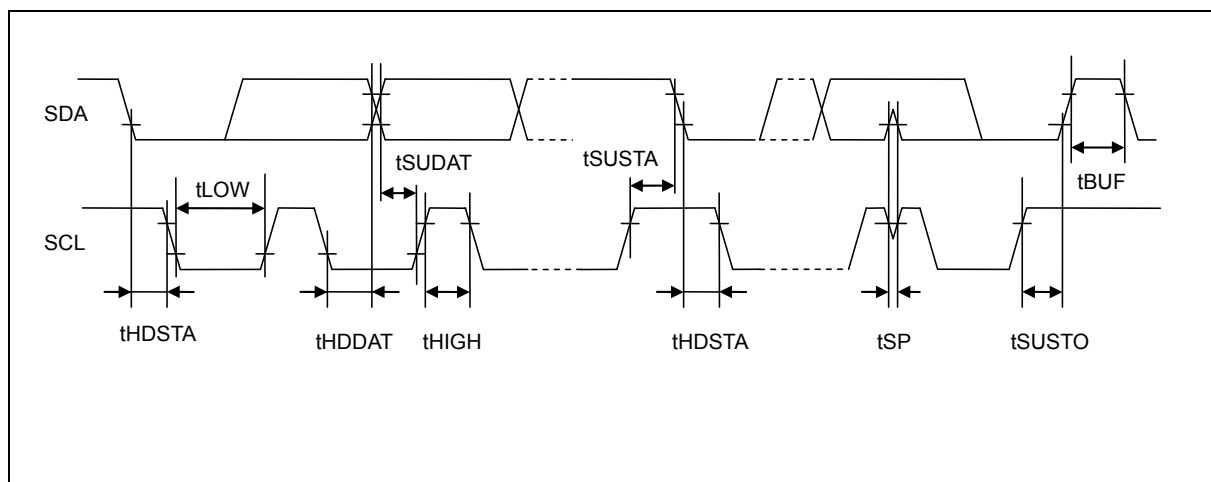 SDA
tSUDAT
tSUSTA
tBUF
tLOW
SCL
tHDSTA
tHDDAT
tHIGH
tHDSTA
tSP
tSUSTO